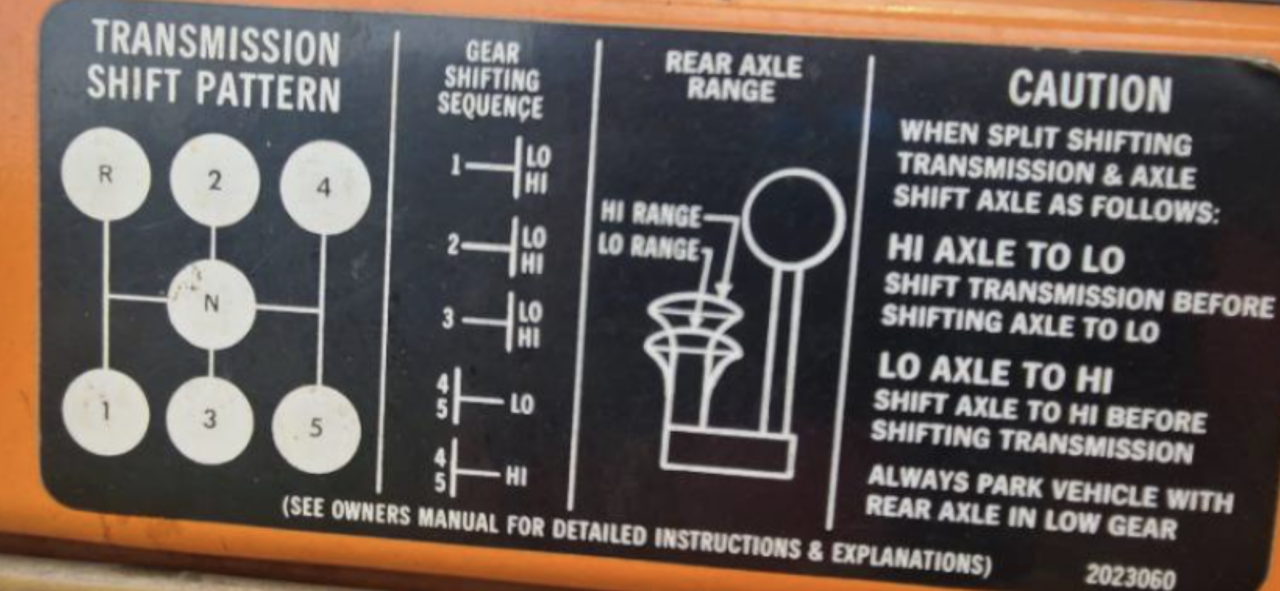 TRANSMISSION
SHIFT PATTERN
R 2 4
N
1 3 5
GEAR
SHIFTING
SEQUENCE
1 LO
HI
2 LO
HI
3 LO
HI
4
5 LO
4
5 HI
REAR AXLE
RANGE
HI RANGE
LO RANGE
CAUTION
WHEN SPLIT SHIFTING
TRANSMISSION & AXLE
SHIFT AXLE AS FOLLOWS:
HI AXLE TO LO
SHIFT TRANSMISSION BEFORE
SHIFTING AXLE TO LO
LO AXLE TO HI
SHIFT AXLE TO HI BEFORE
SHIFTING TRANSMISSION
ALWAYS PARK VEHICLE WITH
REAR AXLE IN LOW GEAR
(SEE OWNERS MANUAL FOR DETAILED INSTRUCTIONS & EXPLANATIONS)
2023060